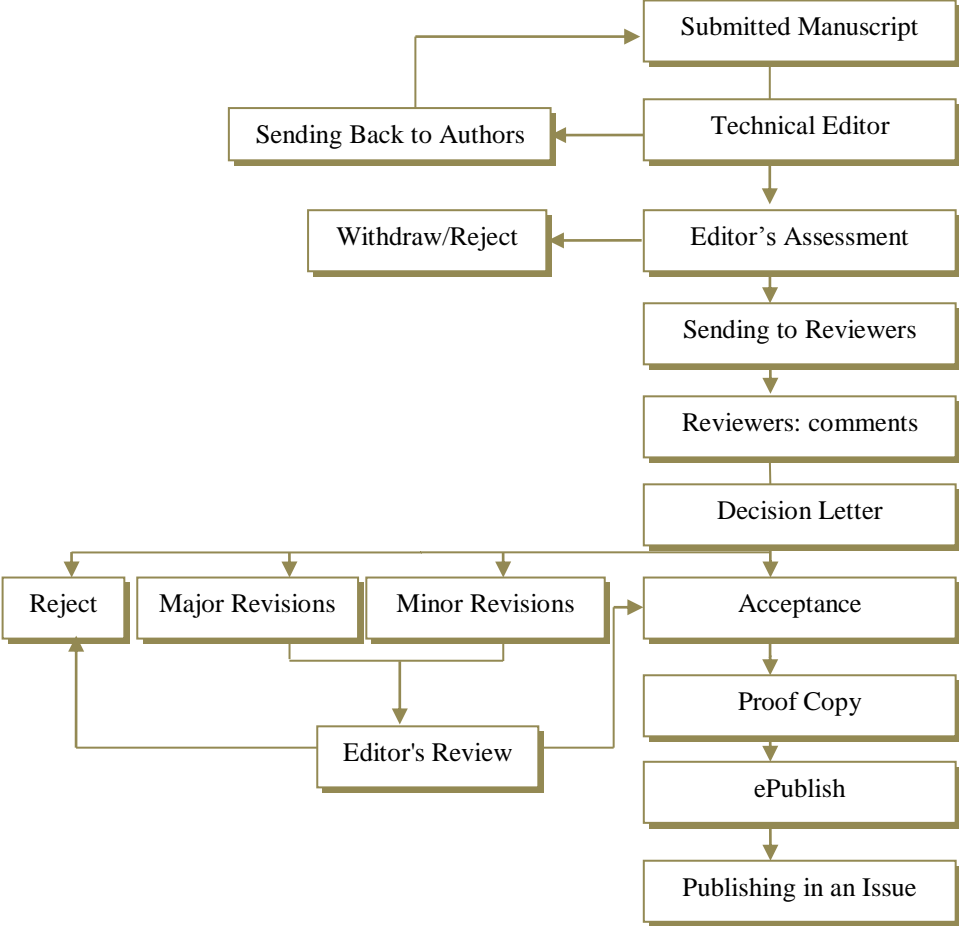 Submitted Manuscript
Sending Back to Authors
Technical Editor
Withdraw/Reject
Editor’s Assessment
Sending to Reviewers
Reviewers: comments
Decision Letter
Reject
Major Revisions
Minor Revisions
Acceptance
Proof Copy
Editor's Review
ePublish
Publishing in an Issue